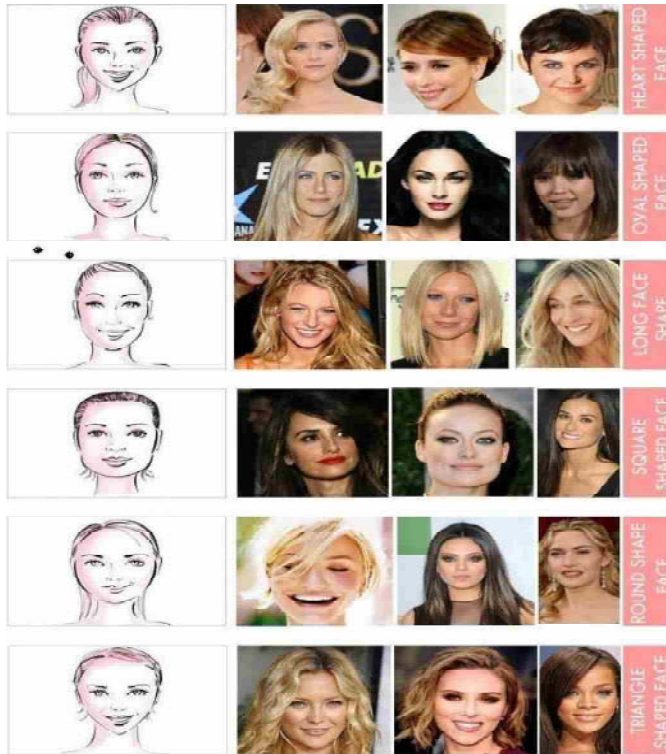 HEART SHAPED
FACE
OVAL SHAPED
FACE
LONG FACE
SHAPE
SQUARE
SHAPED FACE
ROUND SHAPE
FACE
TRIANGLE
SHAPED FACE